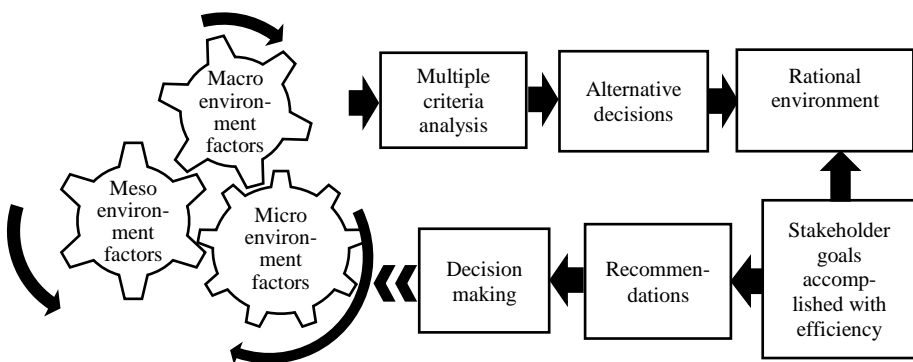 Macro
environ-
ment
factors
Meso
environ-
ment
factors
Micro
environ-
ment
factors
Multiple
criteria
analysis
Alternative
decisions
Rational
environment
Stakeholder
goals
accomp-
lished with
efficiency
Recommen-
dations
Decision
making